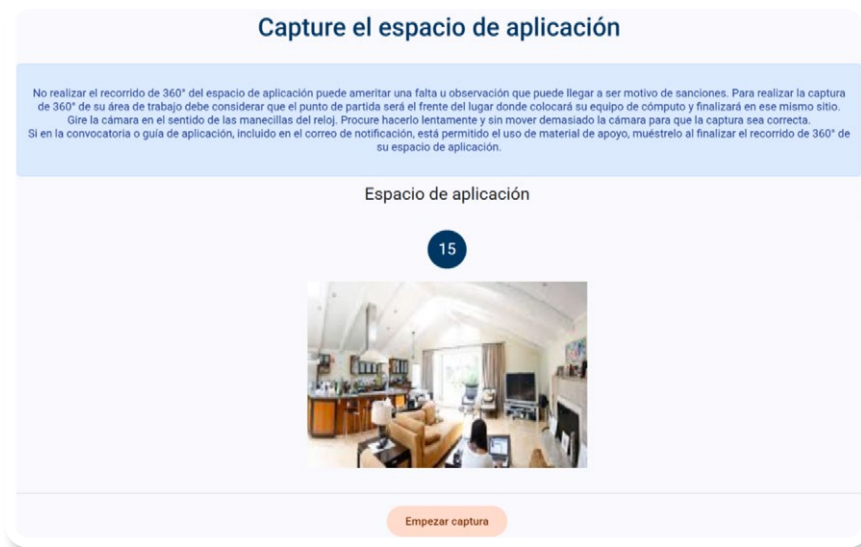 Capture el espacio de aplicación
No realizar el recorrido de 360° del espacio de aplicación puede ameritar una falta u observación que puede llegar a ser motivo de sanciones. Para realizar la captura
de 360° de su área de trabajo debe considerar que el punto de partida será el frente del lugar donde colocará su equipo de cómputo y finalizará en ese mismo sitio.
Gire la cámara en el sentido de las manecillas del reloj. Procure hacerlo lentamente y sin mover demasiado la cámara para que la captura sea correcta.
Si en la convocatoria o guía de aplicación, incluido en el correo de notificación, está permitido el uso de material de apoyo, muéstrelo al finalizar el recorrido de 360° de
su espacio de aplicación.
Espacio de aplicación
15
Empezar captura